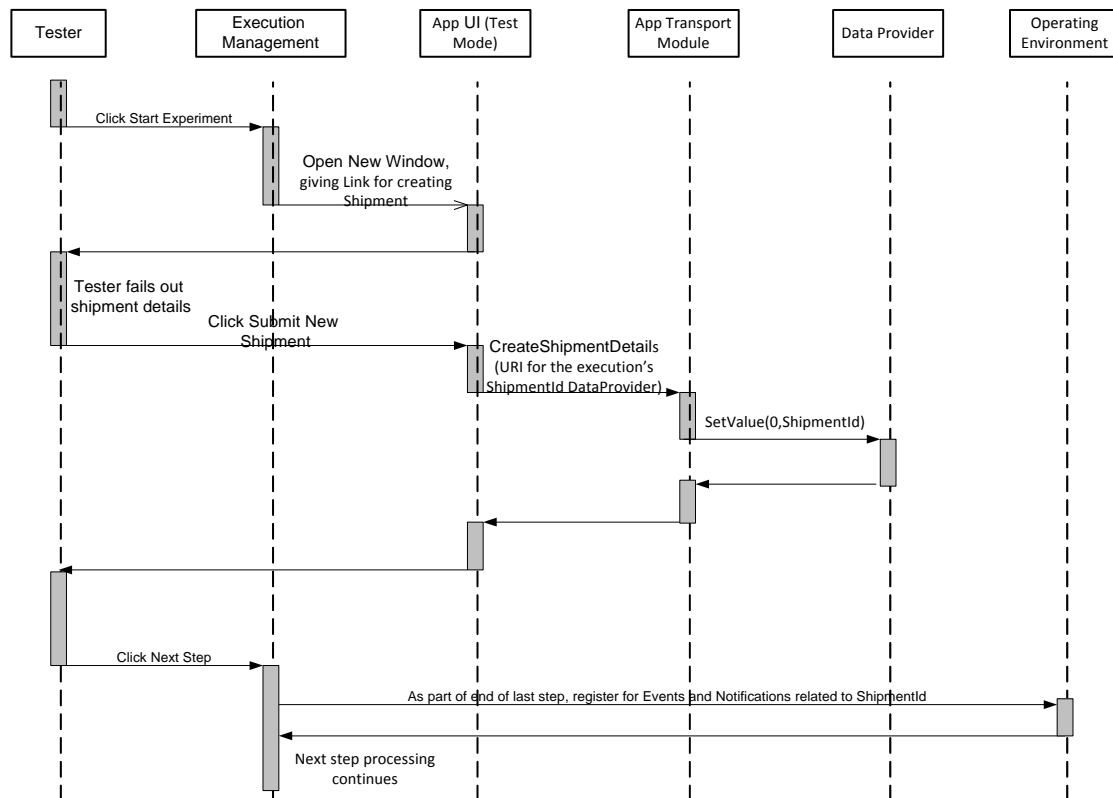 Tester
Execution
Management
App UI (Test
Mode)
App Transport
Module
Data Provider
Operating
Environment
Click Start Experiment
Open New Window,
giving Link for creating
Shipment
Tester fails out
shipment details
Click Submit New
Shipment
CreateShipmentDetails
(URI for the execution’s
ShipmentId DataProvider)
SetValue(0,ShipmentId)
Click Next Step
As part of end of last step, register for Events and Notifications related to ShipmentId
Next step processing
continues